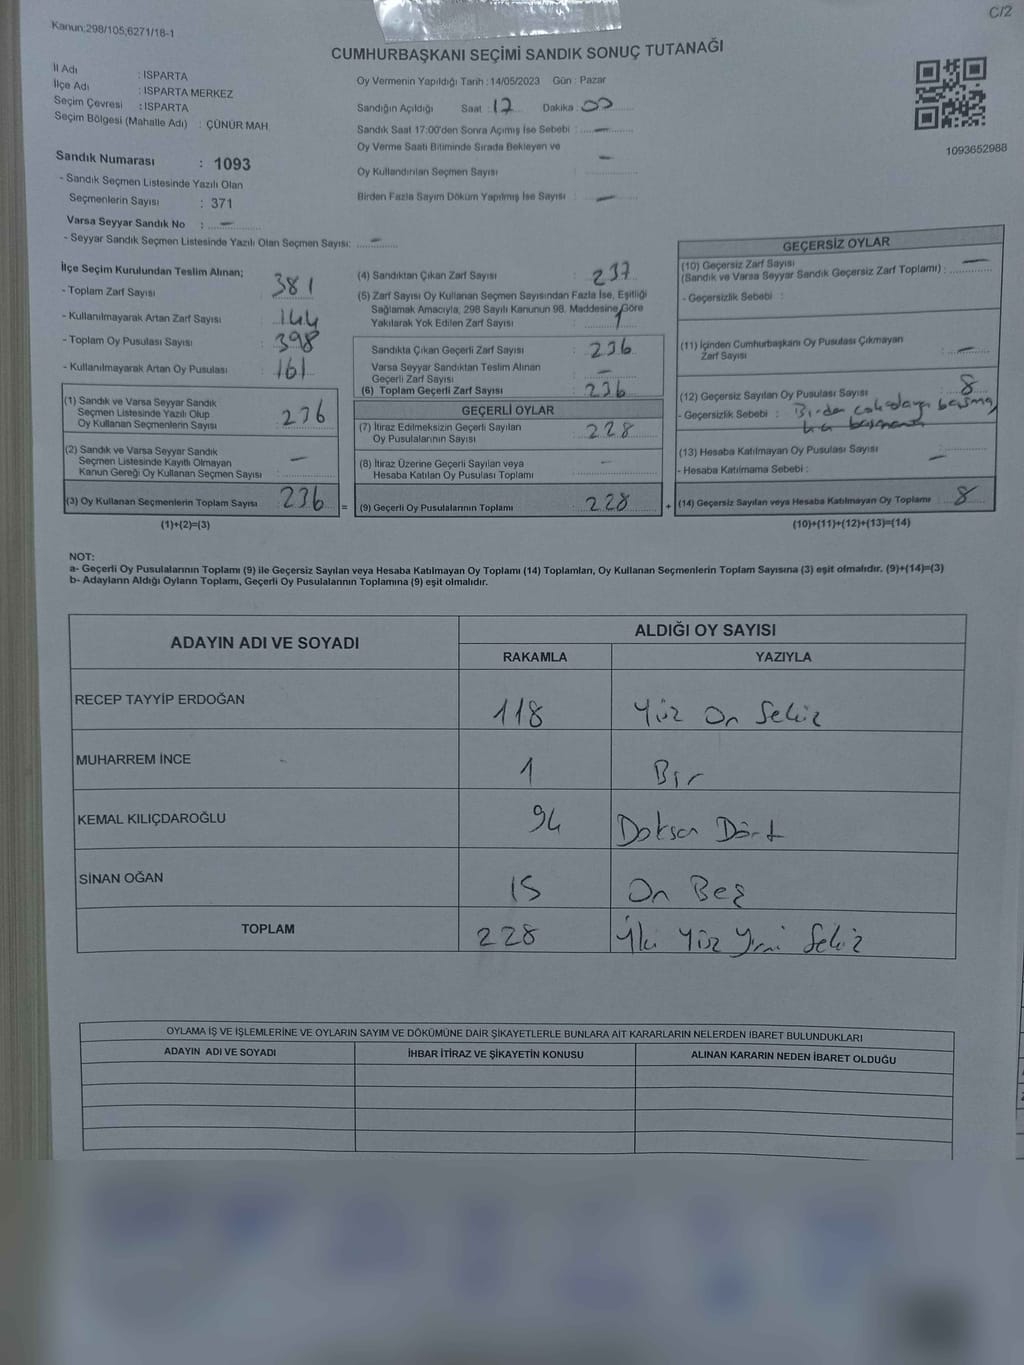 C/2
Kanun:298/105;6271/18-1
CUMHURBAŞKANI SEÇİMİ SANDIK SONUÇ TUTANAĞI
İl Adı : ISPARTA
İlçe Adı : ISPARTA MERKEZ
Seçim Çevresi : ISPARTA
Seçim Bölgesi (Mahalle Adı) : ÇÜNÜR MAH.
Sandık Numarası : 1093
- Sandık Seçmen Listesinde Yazılı Olan
Seçmenlerin Sayısı : 371
Varsa Seyyar Sandık No : —
- Seyyar Sandık Seçmen Listesinde Yazılı Olan Seçmen Sayısı: —
Oy Vermenin Yapıldığı Tarih : 14/05/2023 Gün : Pazar
Sandığın Açıldığı Saat : 17 Dakika : 00
Sandık Saat 17:00'den Sonra Açımış İse Sebebi : —
Oy Verme Saati Bitiminde Sırada Bekleyen ve
Oy Kullandırılan Seçmen Sayısı : —
Birden Fazla Sayım Döküm Yapılmış İse Sayısı : —
1093652988
İlçe Seçim Kurulundan Teslim Alınan;
- Toplam Zarf Sayısı : 381
- Kullanılmayarak Artan Zarf Sayısı : 144
- Toplam Oy Pusulası Sayısı : 398
- Kullanılmayarak Artan Oy Pusulası : 161
(1) Sandık ve Varsa Seyyar Sandık
Seçmen Listesinde Yazılı Olup
Oy Kullanan Seçmenlerin Sayısı : 236
(2) Sandık ve Varsa Seyyar Sandık
Seçmen Listesinde Kayıtlı Olmayan
Kanun Gereği Oy Kullanan Seçmen Sayısı : —
(3) Oy Kullanan Seçmenlerin Toplam Sayısı : 236
(1)+(2)=(3)
(4) Sandıktan Çıkan Zarf Sayısı : 237
(5) Zarf Sayısı Oy Kullanan Seçmen Sayısından Fazla İse, Eşitliği
Sağlamak Amacıyla, 298 Sayılı Kanunun 98. Maddesine Göre
Yakılarak Yok Edilen Zarf Sayısı : 1
Sandıkta Çıkan Geçerli Zarf Sayısı : 236
Varsa Seyyar Sandıktan Teslim Alınan
Geçerli Zarf Sayısı : —
(6) Toplam Geçerli Zarf Sayısı : 236
GEÇERLİ OYLAR
(7) İtiraz Edilmeksizin Geçerli Sayılan
Oy Pusulalarının Sayısı : 228
(8) İtiraz Üzerine Geçerli Sayılan veya
Hesaba Katılan Oy Pusulası Toplamı : —
= (9) Geçerli Oy Pusulalarının Toplamı : 228
GEÇERSİZ OYLAR
(10) Geçersiz Zarf Sayısı
(Sandık ve Varsa Seyyar Sandık Geçersiz Zarf Toplamı) : —
- Geçersizlik Sebebi :
(11) İçinden Cumhurbaşkanı Oy Pusulası Çıkmayan
Zarf Sayısı : —
(12) Geçersiz Sayılan Oy Pusulası Sayısı : 8
- Geçersizlik Sebebi : Birden
(13) Hesaba Katılmayan Oy Pusulası Sayısı : —
- Hesaba Katılmama Sebebi :
+ (14) Geçersiz Sayılan veya Hesaba Katılmayan Oy Toplamı : 8
(10)+(11)+(12)+(13)=(14)
NOT:
a- Geçerli Oy Pusulalarının Toplamı (9) ile Geçersiz Sayılan veya Hesaba Katılmayan Oy Toplamı (14) Toplamları, Oy Kullanan Seçmenlerin Toplam Sayısına (3) eşit olmalıdır. (9)+(14)=(3)
b- Adayların Aldığı Oyların Toplamı, Geçerli Oy Pusulalarının Toplamına (9) eşit olmalıdır.
ADAYIN ADI VE SOYADI ALDIĞI OY SAYISI
RAKAMLA YAZIYLA
RECEP TAYYİP ERDOĞAN 118 Yüz On Sekiz
MUHARREM İNCE 1 Bir
KEMAL KILIÇDAROĞLU 94 Doksan Dört
SİNAN OĞAN 15 On Beş
TOPLAM 228 İki Yüz Yirmi Sekiz
OYLAMA İŞ VE İŞLEMLERİNE VE OYLARIN SAYIM VE DÖKÜMÜNE DAİR ŞİKAYETLERLE BUNLARA AİT KARARLARIN NELERDEN İBARET BULUNDUKLARI
ADAYIN ADI VE SOYADI İHBAR İTİRAZ VE ŞİKAYETİN KONUSU ALINAN KARARIN NEDEN İBARET OLDUĞU